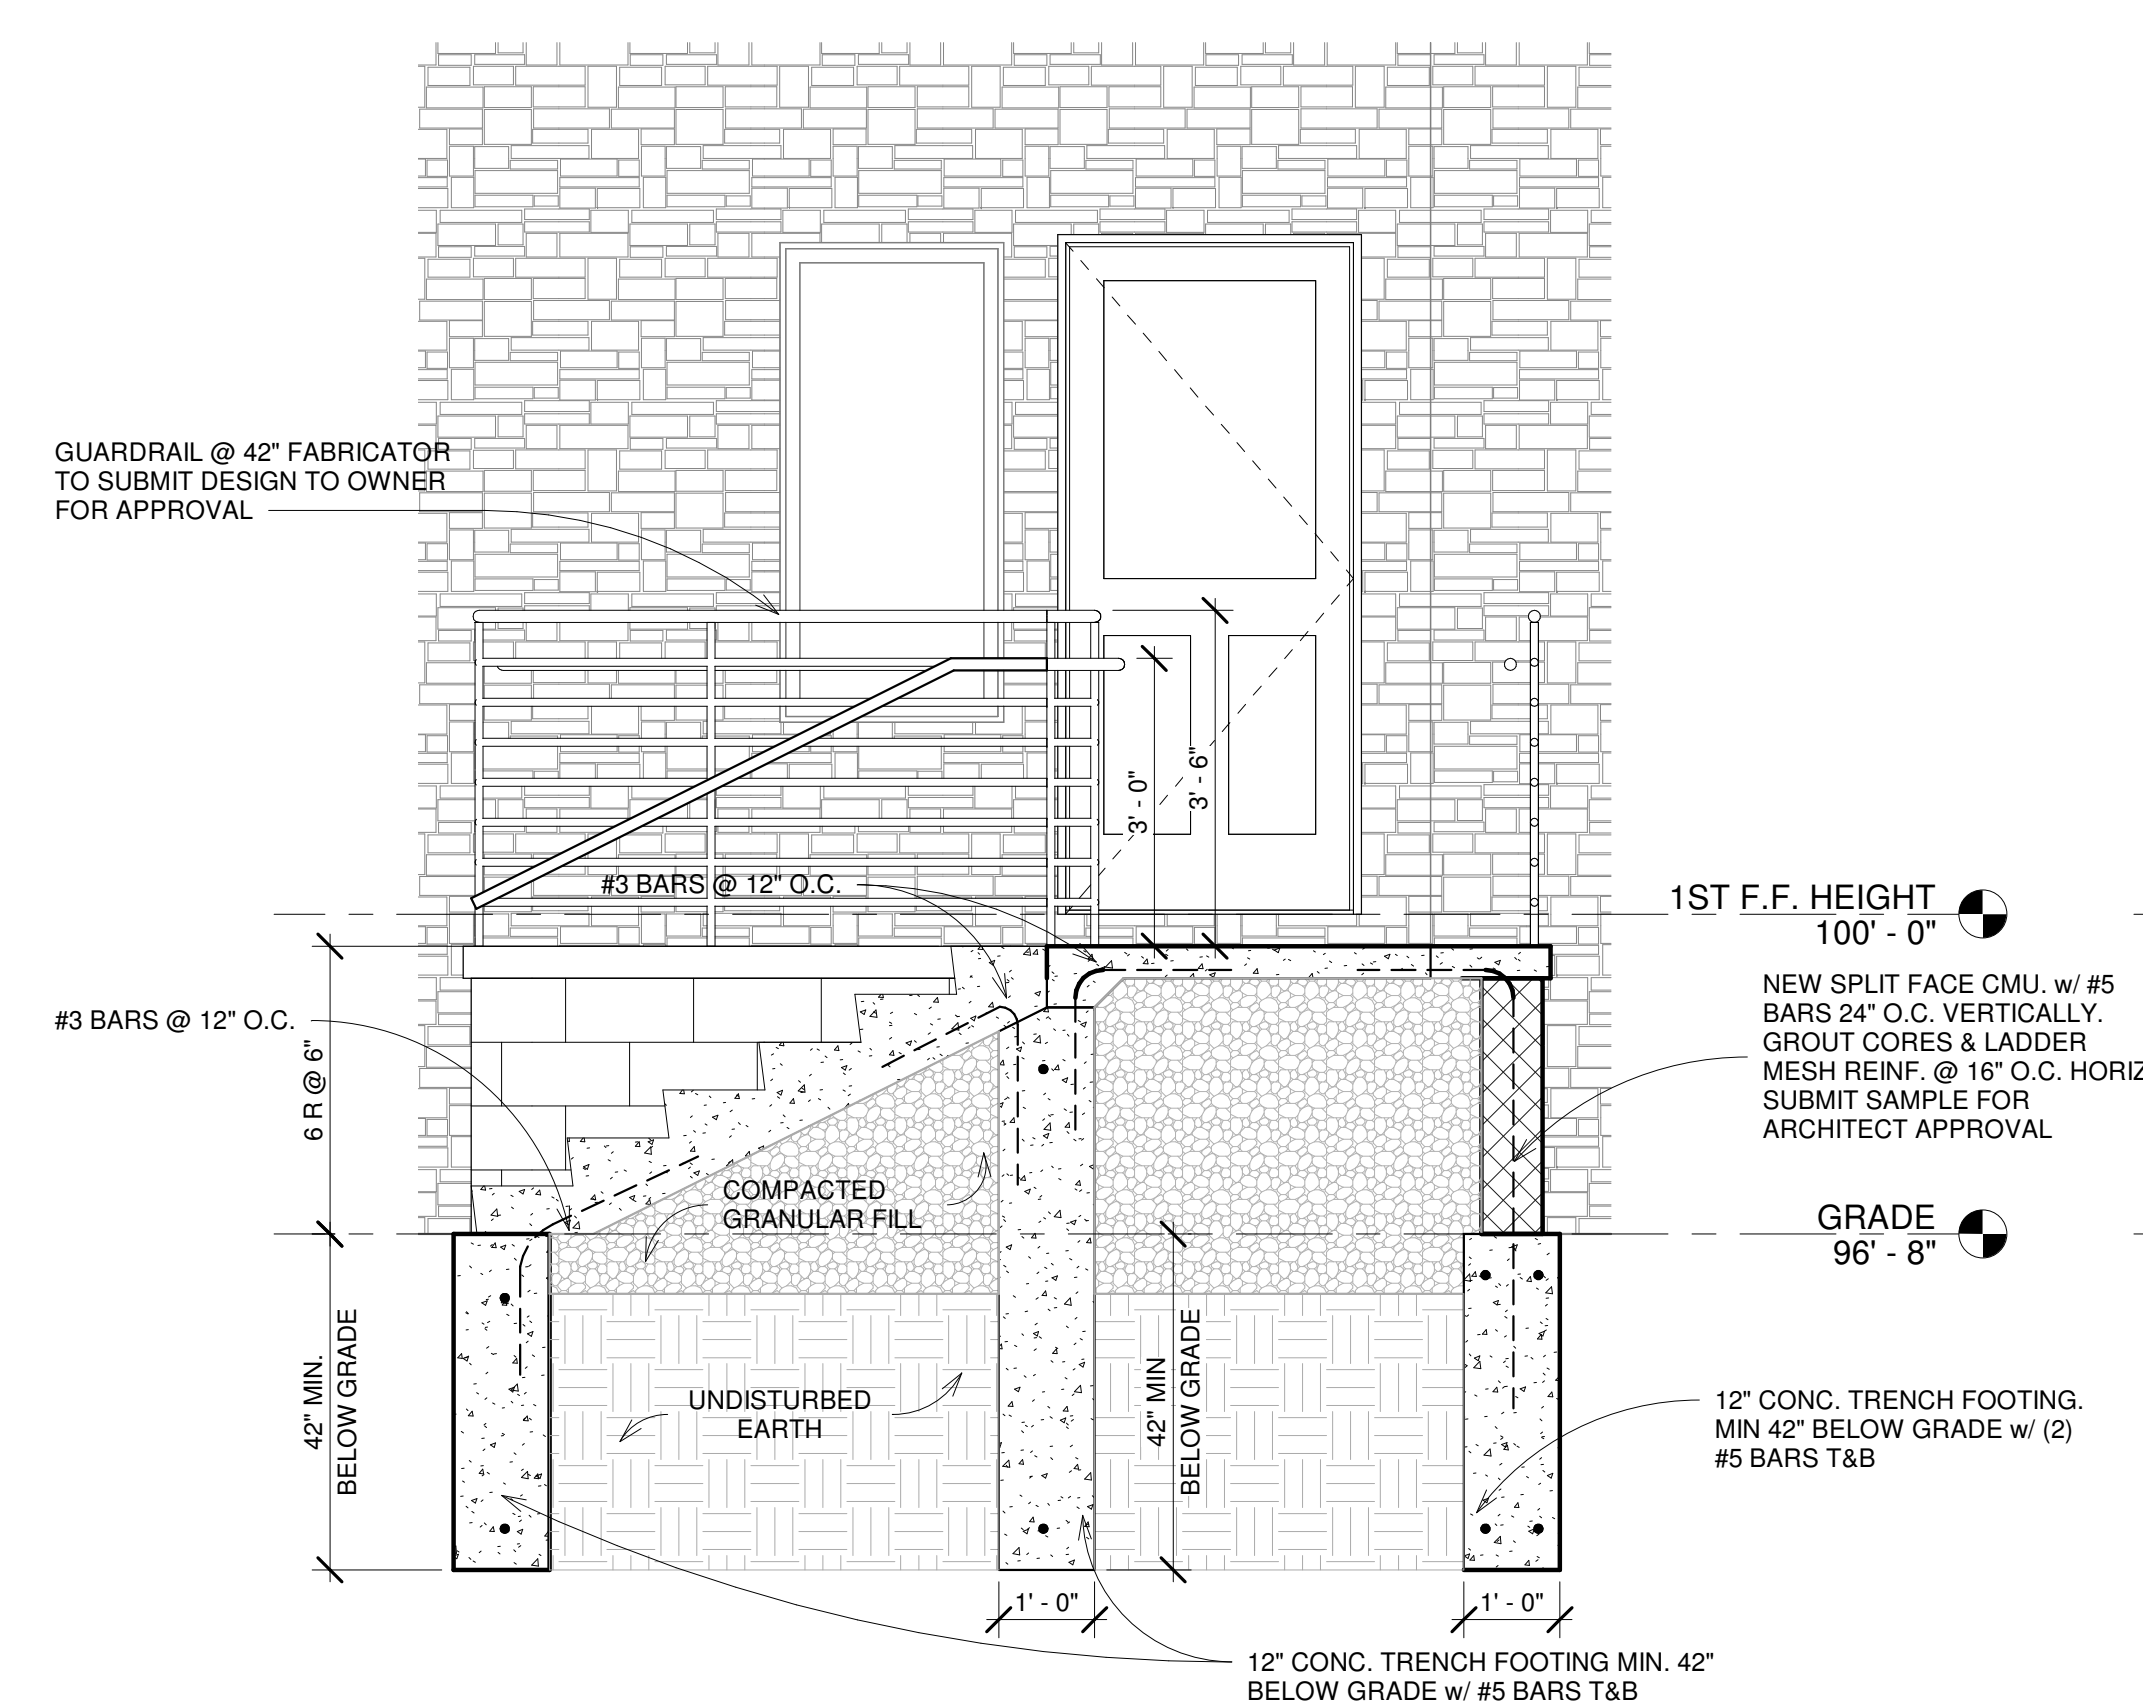 GUARDRAIL @ 42" FABRICATOR
TO SUBMIT DESIGN TO OWNER
FOR APPROVAL
3' - 0"
3' - 6"
#3 BARS @ 12" O.C.
1ST F.F. HEIGHT
100' - 0"
NEW SPLIT FACE CMU. w/ #5
BARS 24" O.C. VERTICALLY.
GROUT CORES & LADDER
MESH REINF. @ 16" O.C. HORIZ
SUBMIT SAMPLE FOR
ARCHITECT APPROVAL
#3 BARS @ 12" O.C.
6 R @ 6"
COMPACTED
GRANULAR FILL
GRADE
96' - 8"
42" MIN.
BELOW GRADE
UNDISTURBED
EARTH
42" MIN
BELOW GRADE
12" CONC. TRENCH FOOTING.
MIN 42" BELOW GRADE w/ (2)
#5 BARS T&B
1' - 0"
1' - 0"
12" CONC. TRENCH FOOTING MIN. 42"
BELOW GRADE w/ #5 BARS T&B